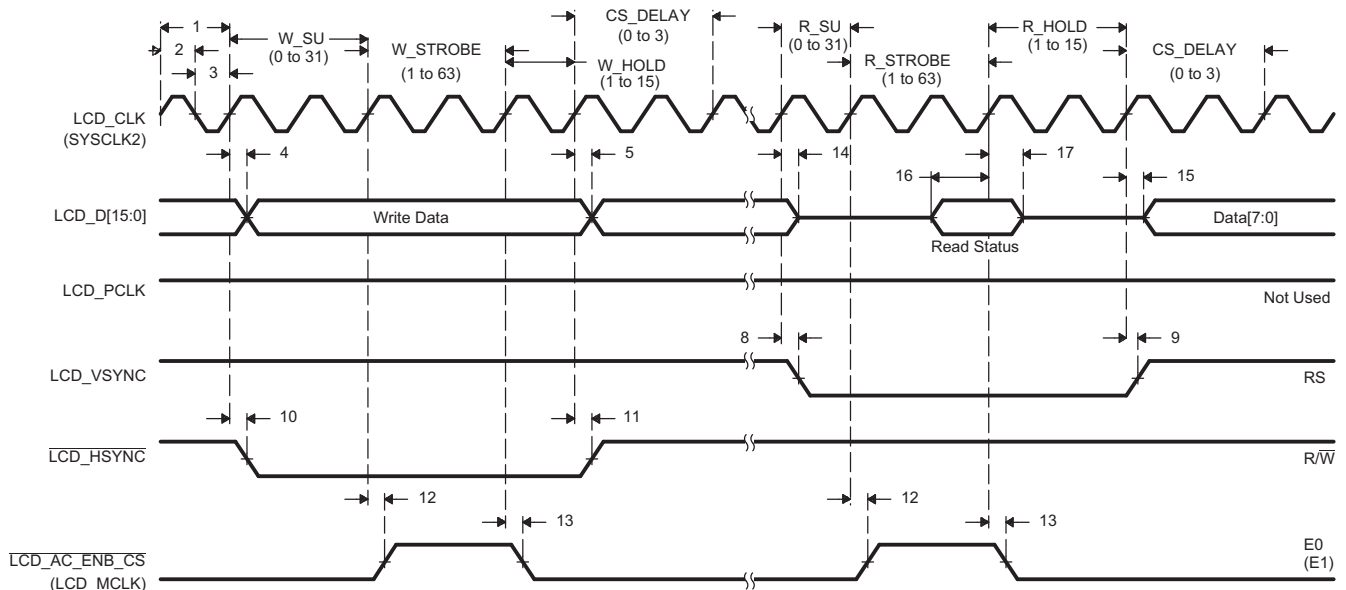 1
2
3
W_SU
(0 to 31)
W_STROBE
(1 to 63)
CS_DELAY
(0 to 3)
W_HOLD
(1 to 15)
R_SU
(0 to 31)
R_STROBE
(1 to 63)
R_HOLD
(1 to 15)
CS_DELAY
(0 to 3)
LCD_CLK
(SYSCLK2)
4
5
14
16
17
15
LCD_D[15:0]
Write Data
Read Status
Data[7:0]
LCD_PCLK
Not Used
8
9
LCD_VSYNC
RS
10
11
LCD_HSYNC
R/W
12
13
12
13
LCD_AC_ENB_CS
(LCD_MCLK)
E0
(E1)